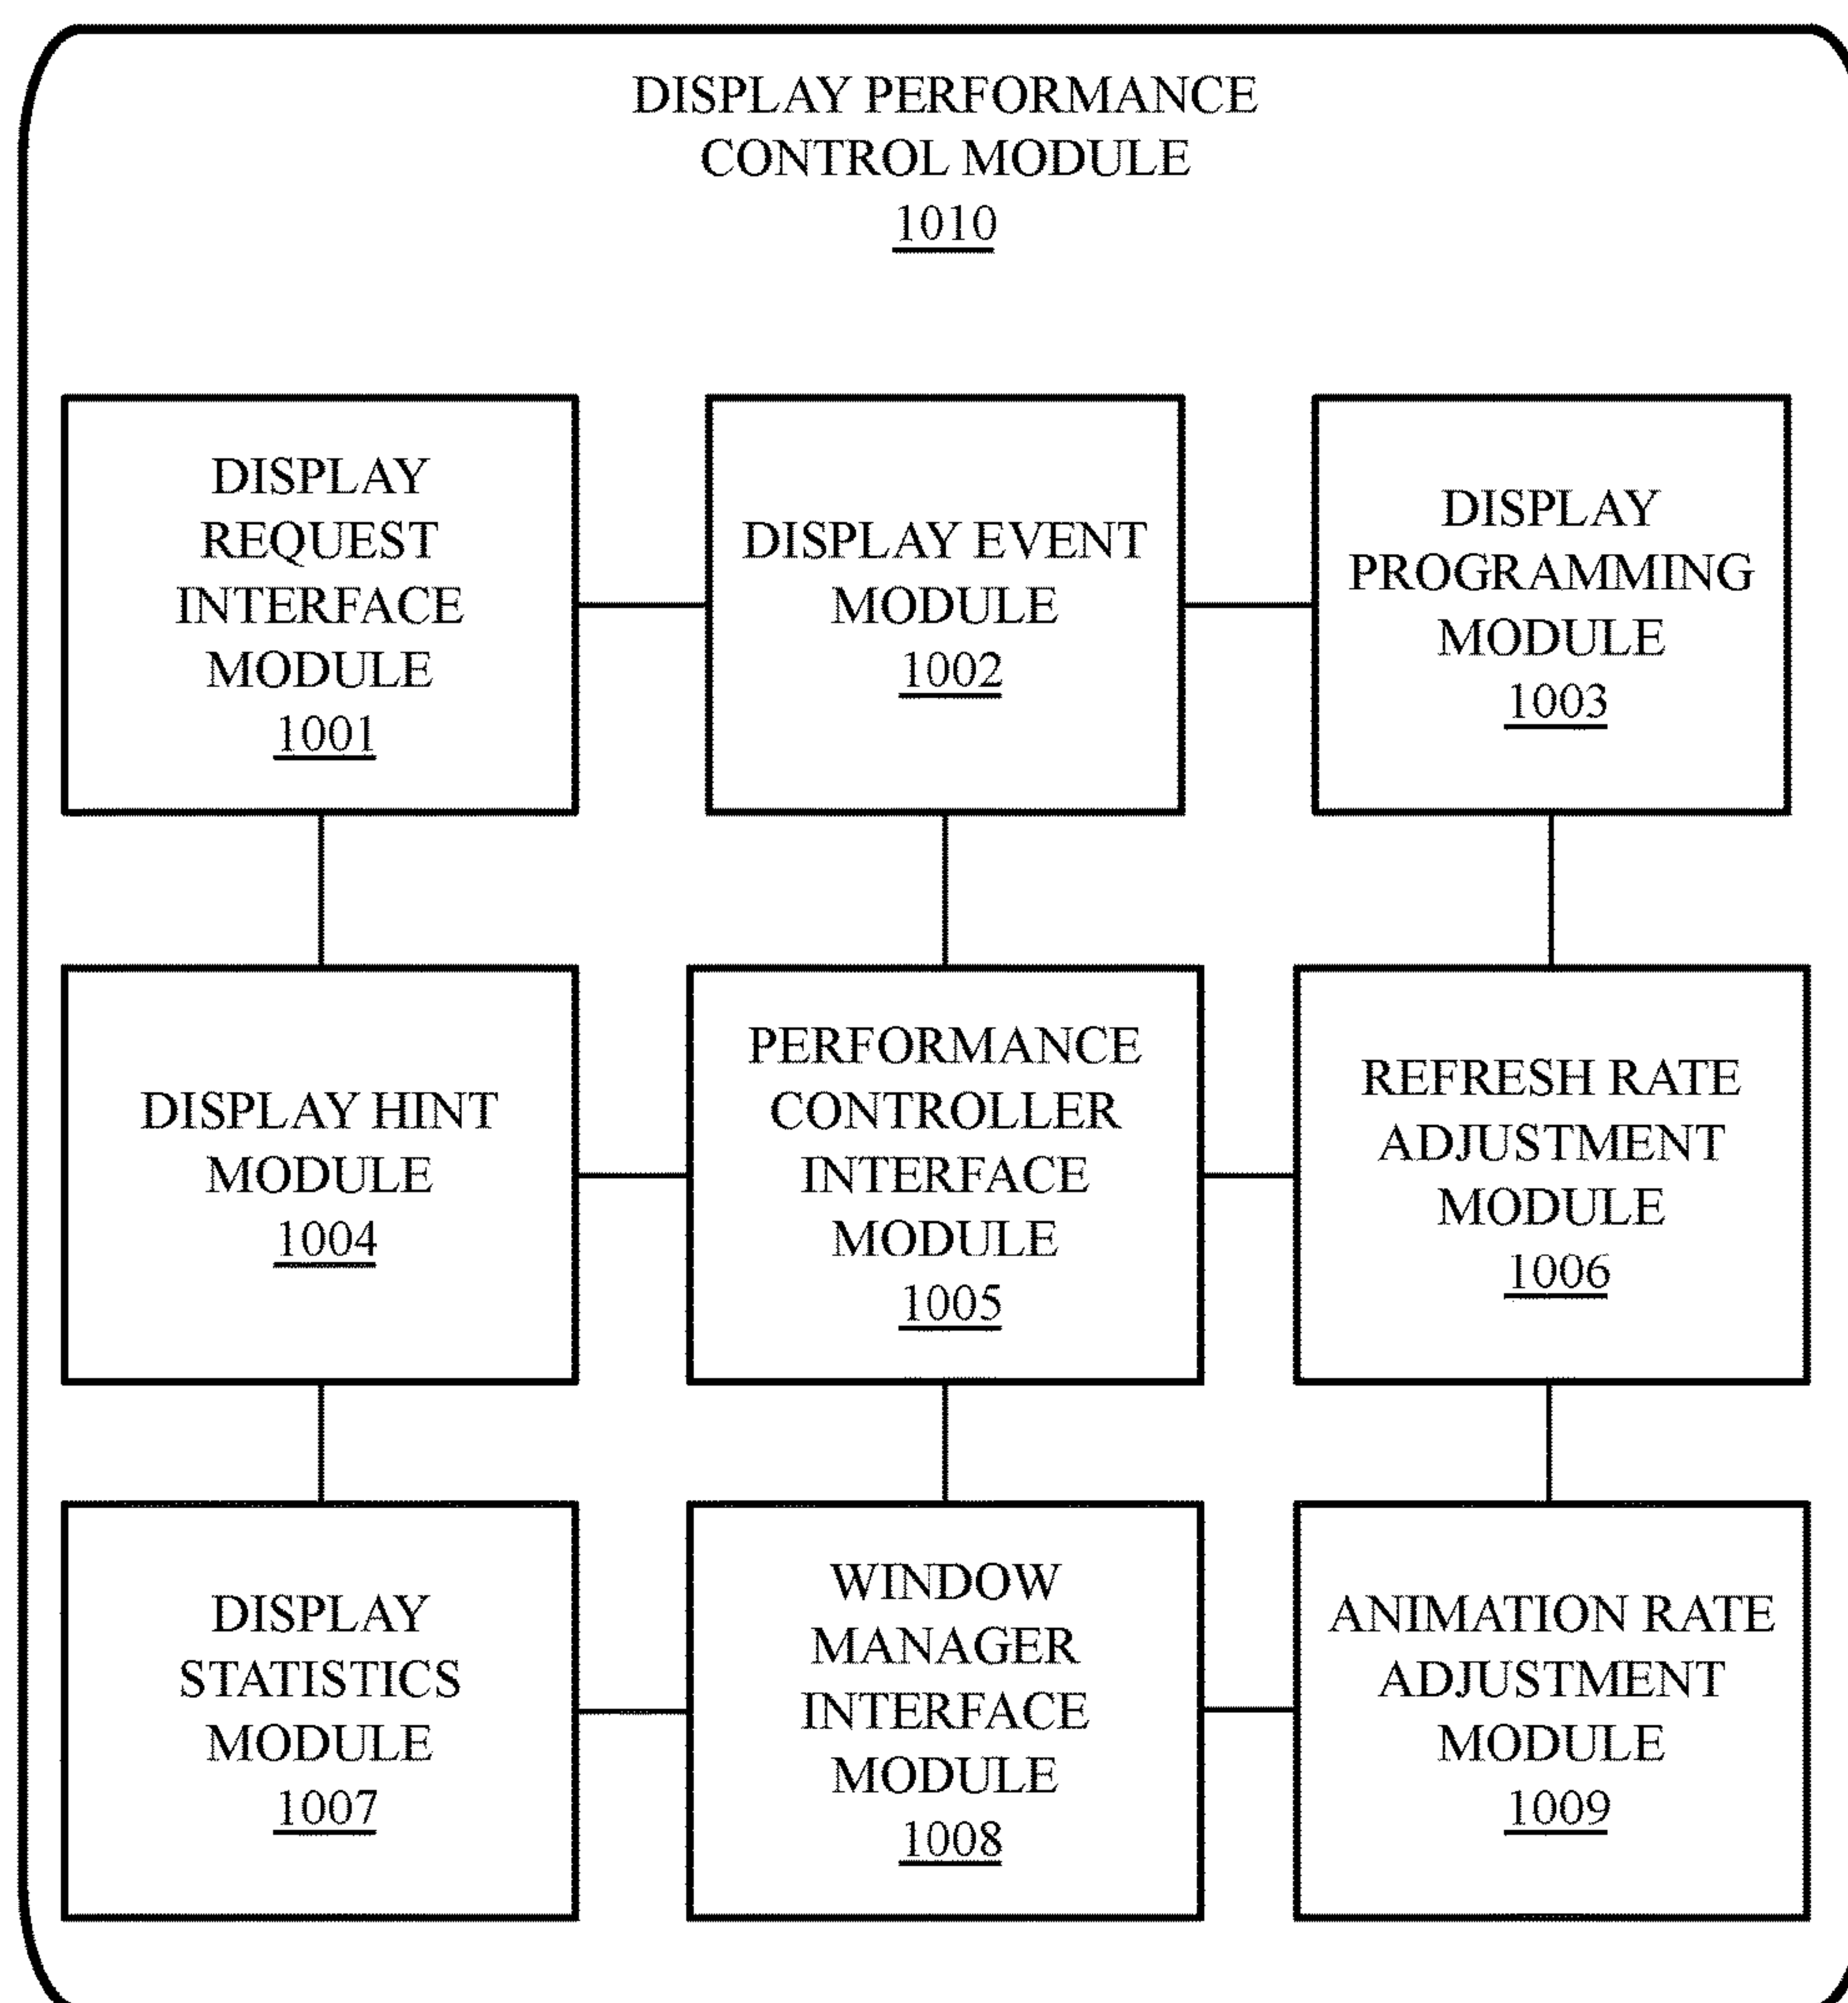 DISPLAY PERFORMANCE
CONTROL MODULE
1010
DISPLAY
REQUEST
INTERFACE
MODULE
1001
DISPLAY EVENT
MODULE
1002
DISPLAY
PROGRAMMING
MODULE
1003
DISPLAY HINT
MODULE
1004
PERFORMANCE
CONTROLLER
INTERFACE
MODULE
1005
REFRESH RATE
ADJUSTMENT
MODULE
1006
DISPLAY
STATISTICS
MODULE
1007
WINDOW
MANAGER
INTERFACE
MODULE
1008
ANIMATION RATE
ADJUSTMENT
MODULE
1009